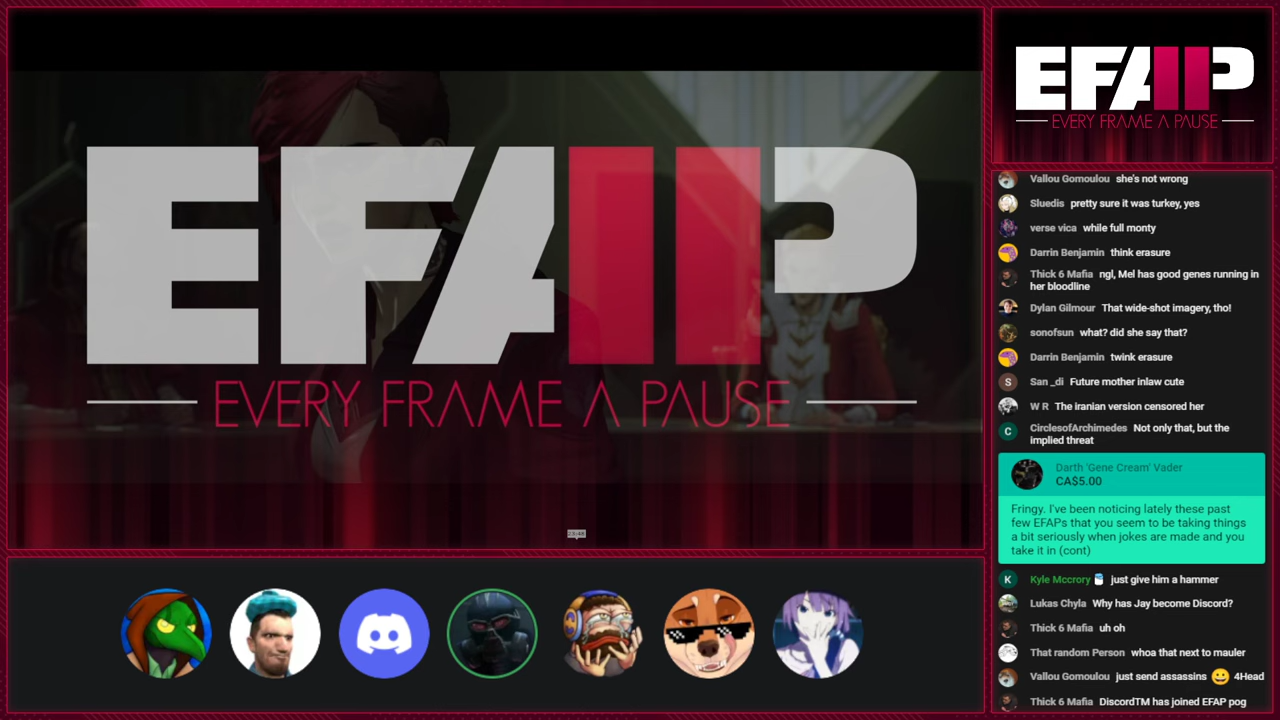 EFAP
EVERY FRAME A PAUSE
EFAP
EVERY FRAME A PAUSE
Vallou Gomoulou she's not wrong
Sluedis pretty sure it was turkey, yes
verse vica while full monty
Darrin Benjamin think erasure
Thick 6 Mafia ngl, Mel has good genes running in
her bloodline
Dylan Gilmour That wide-shot imagery, tho!
sonofsun what? did she say that?
Darrin Benjamin twink erasure
S San _di Future mother inlaw cute
W R The iranian version censored her
C CirclesofArchimedes Not only that, but the
implied threat
Darth 'Gene Cream' Vader
CA$5.00
Fringy. I've been noticing lately these past
few EFAPs that you seem to be taking things
a bit seriously when jokes are made and you
take it in (cont)
K Kyle Mccrory just give him a hammer
Lukas Chyla Why has Jay become Discord?
Thick 6 Mafia uh oh
That random Person whoa that next to mauler
Vallou Gomoulou just send assassins 😀 4Head
Thick 6 Mafia DiscordTM has joined EFAP pog